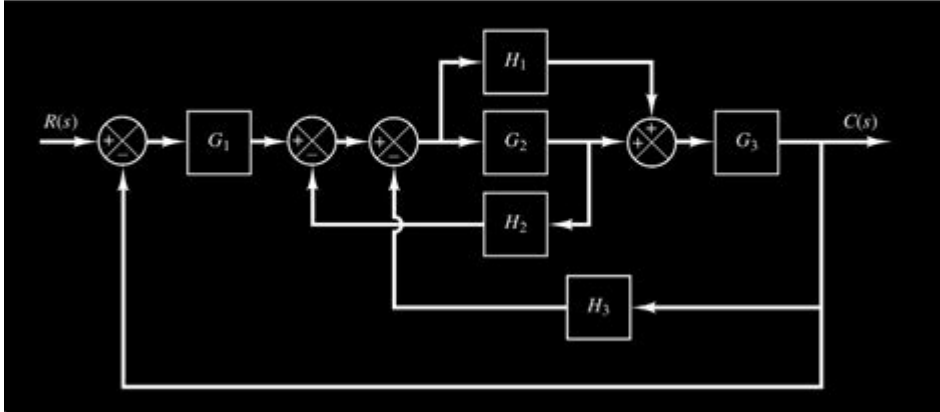 H₁
R(s) + − G₁ + − + − G₂ + + G₃ C(s)
H₂
H₃